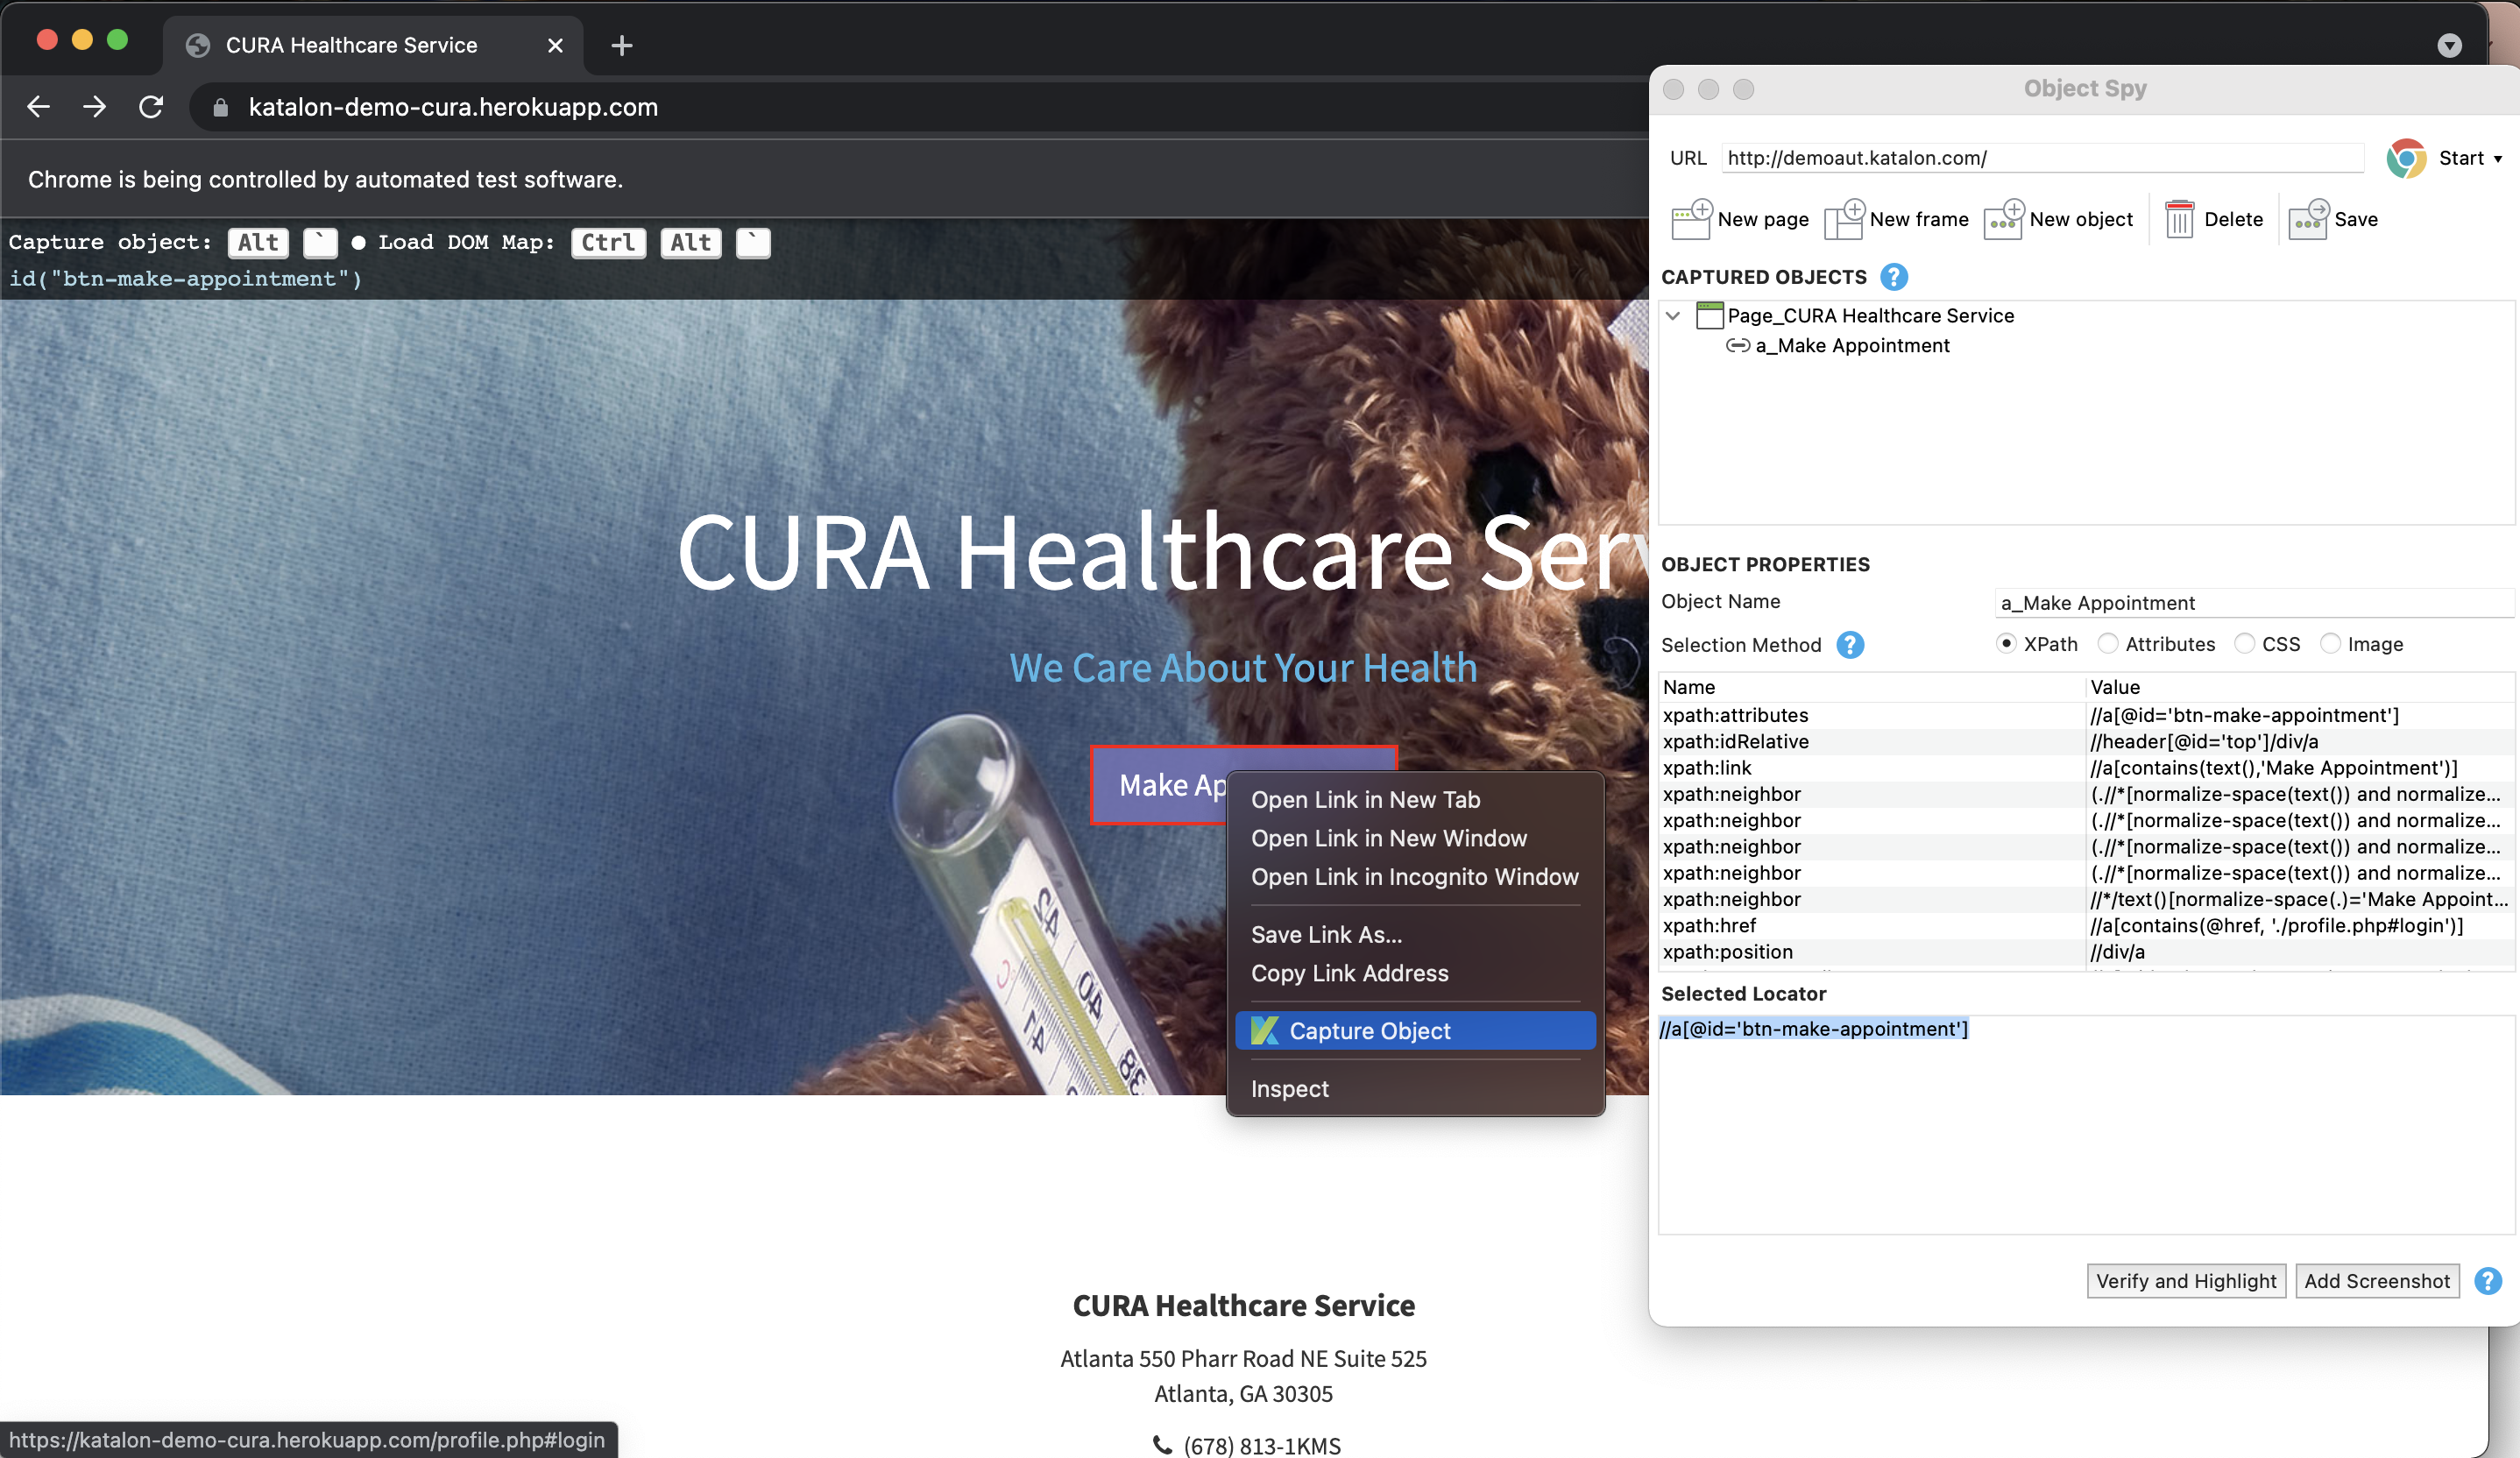 CURA Healthcare Service
katalon-demo-cura.herokuapp.com
Chrome is being controlled by automated test software.
Capture object: Alt ` ● Load DOM Map: Ctrl Alt `
id("btn-make-appointment")
CURA Healthcare Serv
We Care About Your Health
Make Ap
Open Link in New Tab
Open Link in New Window
Open Link in Incognito Window
Save Link As...
Copy Link Address
Capture Object
Inspect
42
40
41
38
CURA Healthcare Service
Atlanta 550 Pharr Road NE Suite 525
Atlanta, GA 30305
(678) 813-1KMS
https://katalon-demo-cura.herokuapp.com/profile.php#login
Object Spy
URL http://demoaut.katalon.com/ Start
New page New frame New object Delete Save
CAPTURED OBJECTS ?
Page_CURA Healthcare Service
a_Make Appointment
OBJECT PROPERTIES
Object Name a_Make Appointment
Selection Method ? XPath Attributes CSS Image
Name Value
xpath:attributes //a[@id='btn-make-appointment']
xpath:idRelative //header[@id='top']/div/a
xpath:link //a[contains(text(),'Make Appointment')]
xpath:neighbor (.//*[normalize-space(text()) and normalize...
xpath:neighbor (.//*[normalize-space(text()) and normalize...
xpath:neighbor (.//*[normalize-space(text()) and normalize...
xpath:neighbor (.//*[normalize-space(text()) and normalize...
xpath:neighbor //*/text()[normalize-space(.)='Make Appoint...
xpath:href //a[contains(@href, './profile.php#login')]
xpath:position //div/a
Selected Locator
//a[@id='btn-make-appointment']
Verify and Highlight Add Screenshot ?